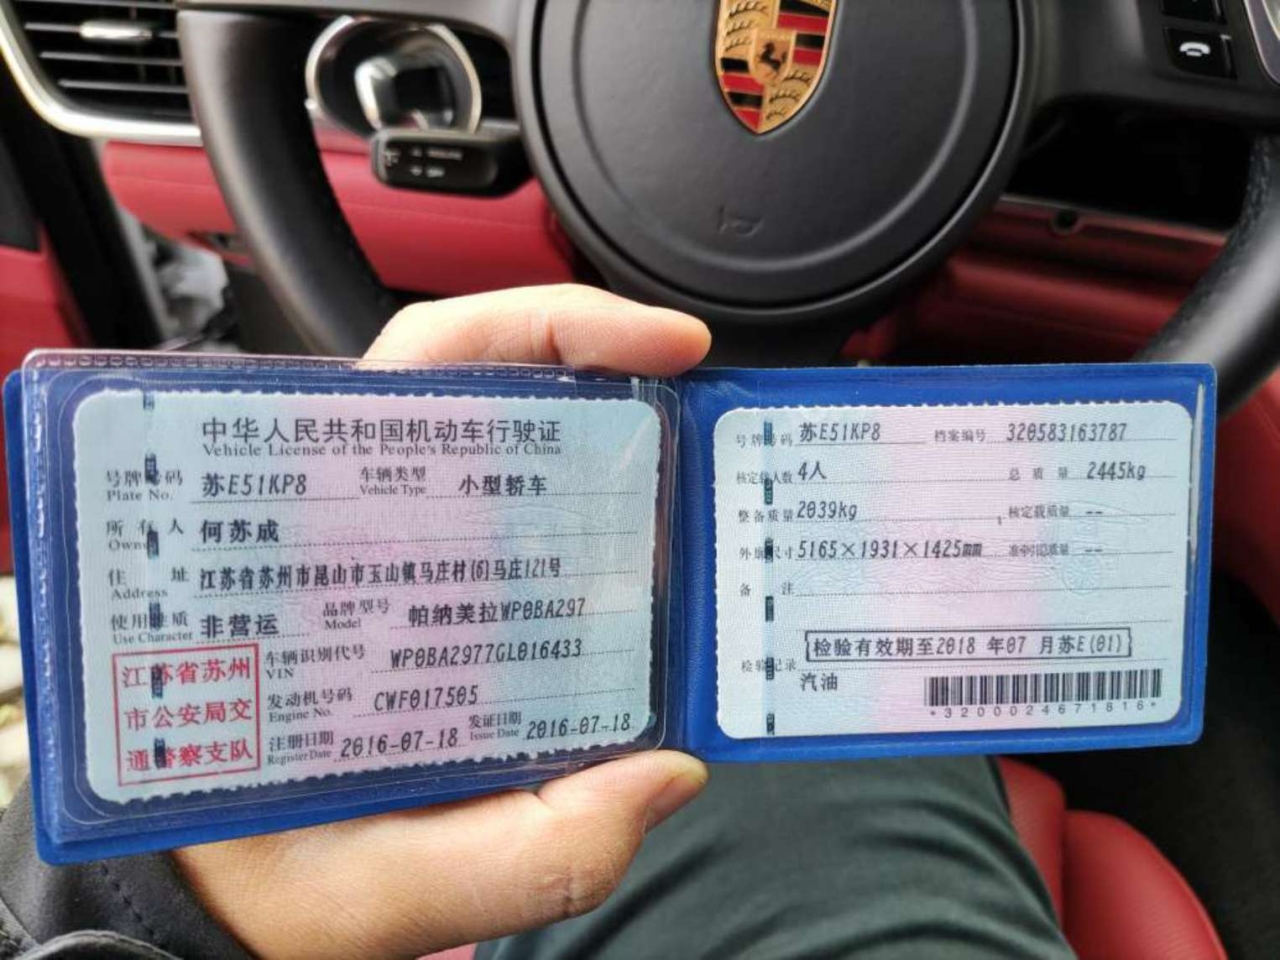 中华人民共和国机动车行驶证
Vehicle License of the People's Republic of China
号牌号码 苏E51KP8 车辆类型 小型轿车
Plate No. Vehicle Type
所有人 何苏成
Owner
住址 江苏省苏州市昆山市玉山镇马庄村(6)马庄121号
Address
使用性质 非营运 品牌型号 帕纳美拉WP0BA297
Use Character Model
江苏省苏州
市公安局交
通警察支队
车辆识别代号 WP0BA2977GL016433
VIN
发动机号码 CWF017505
Engine No.
注册日期 2016-07-18 发证日期 2016-07-18
Register Date Issue Date
号牌号码 苏E51KP8 档案编号 320583163787
核定载人数 4人 总质量 2445kg
整备质量 2039kg 核定载质量 --
外廓尺寸 5165×1931×1425mm 准牵引总质量 --
备注
检验有效期至2018 年07 月苏E(01)
检验记录
汽油
*3200024671816*